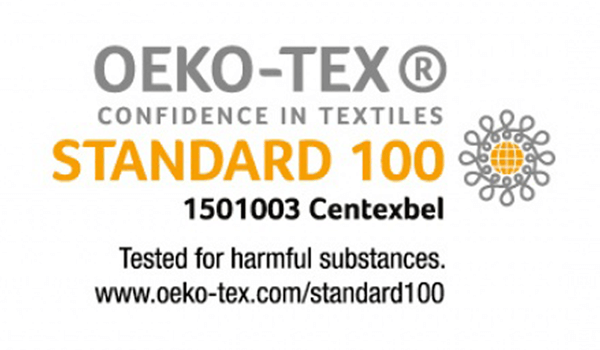 OEKO-TEX®
CONFIDENCE IN TEXTILES
STANDARD 100
1501003 Centexbel
Tested for harmful substances.
www.oeko-tex.com/standard100